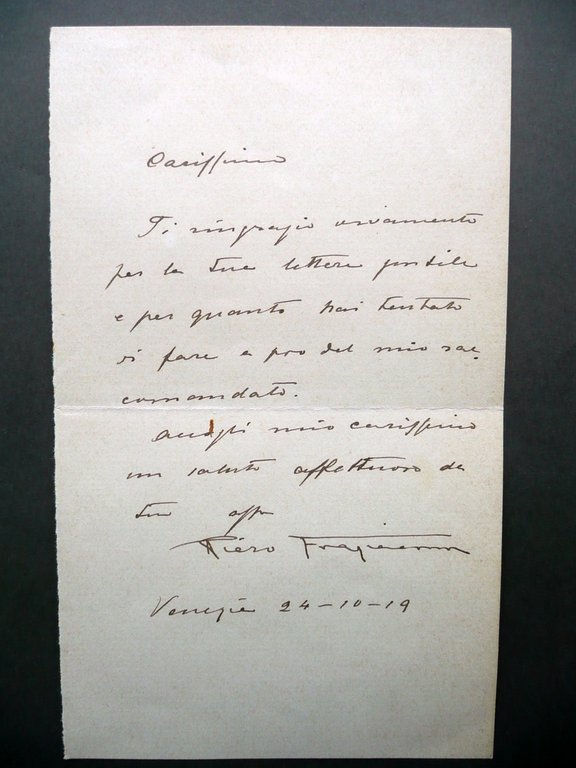 Carissimo
Ti ringrazio vivamente
per la tua lettera gentile
e per quanto hai tentato
di fare a pro del mio rac-
comandato.
mio carissimo
un saluto affettuoso da
tuo aff
Piero Fragiacomo
Venezia 24-10-19